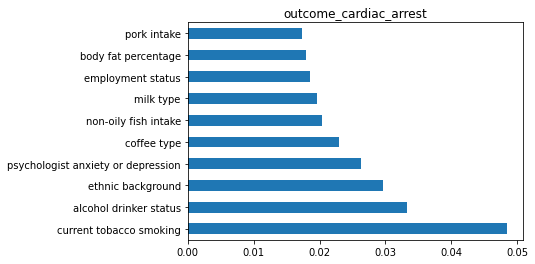 outcome_cardiac_arrest
pork intake
body fat percentage
employment status
milk type
non-oily fish intake
coffee type
psychologist anxiety or depression
ethnic background
alcohol drinker status
current tobacco smoking
0.00 0.01 0.02 0.03 0.04 0.05